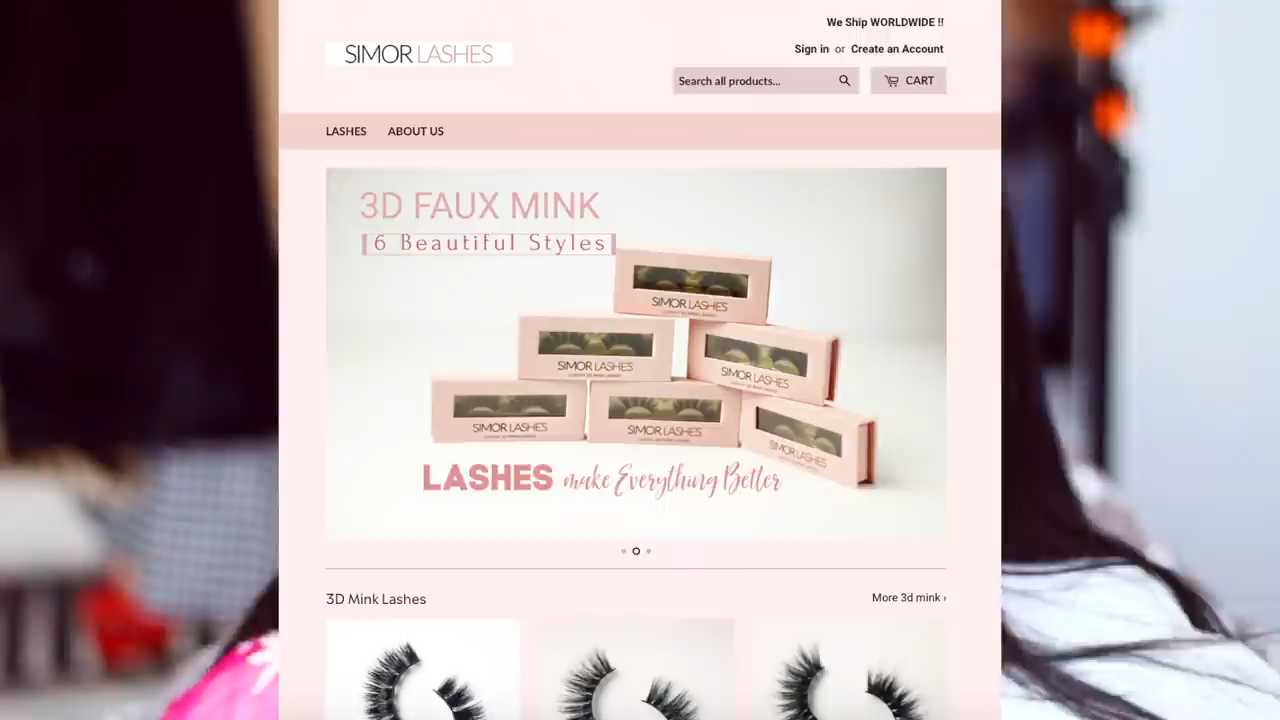 We Ship WORLDWIDE !!
SIMOR LASHES
Sign in or Create an Account
Search all products...
CART
LASHES ABOUT US
3D FAUX MINK
6 Beautiful Styles
SIMOR LASHES
SIMOR LASHES
SIMOR LASHES
SIMOR LASHES
SIMOR LASHES
SIMOR LASHES
LASHES make Everything Better
3D Mink Lashes
More 3d mink ›